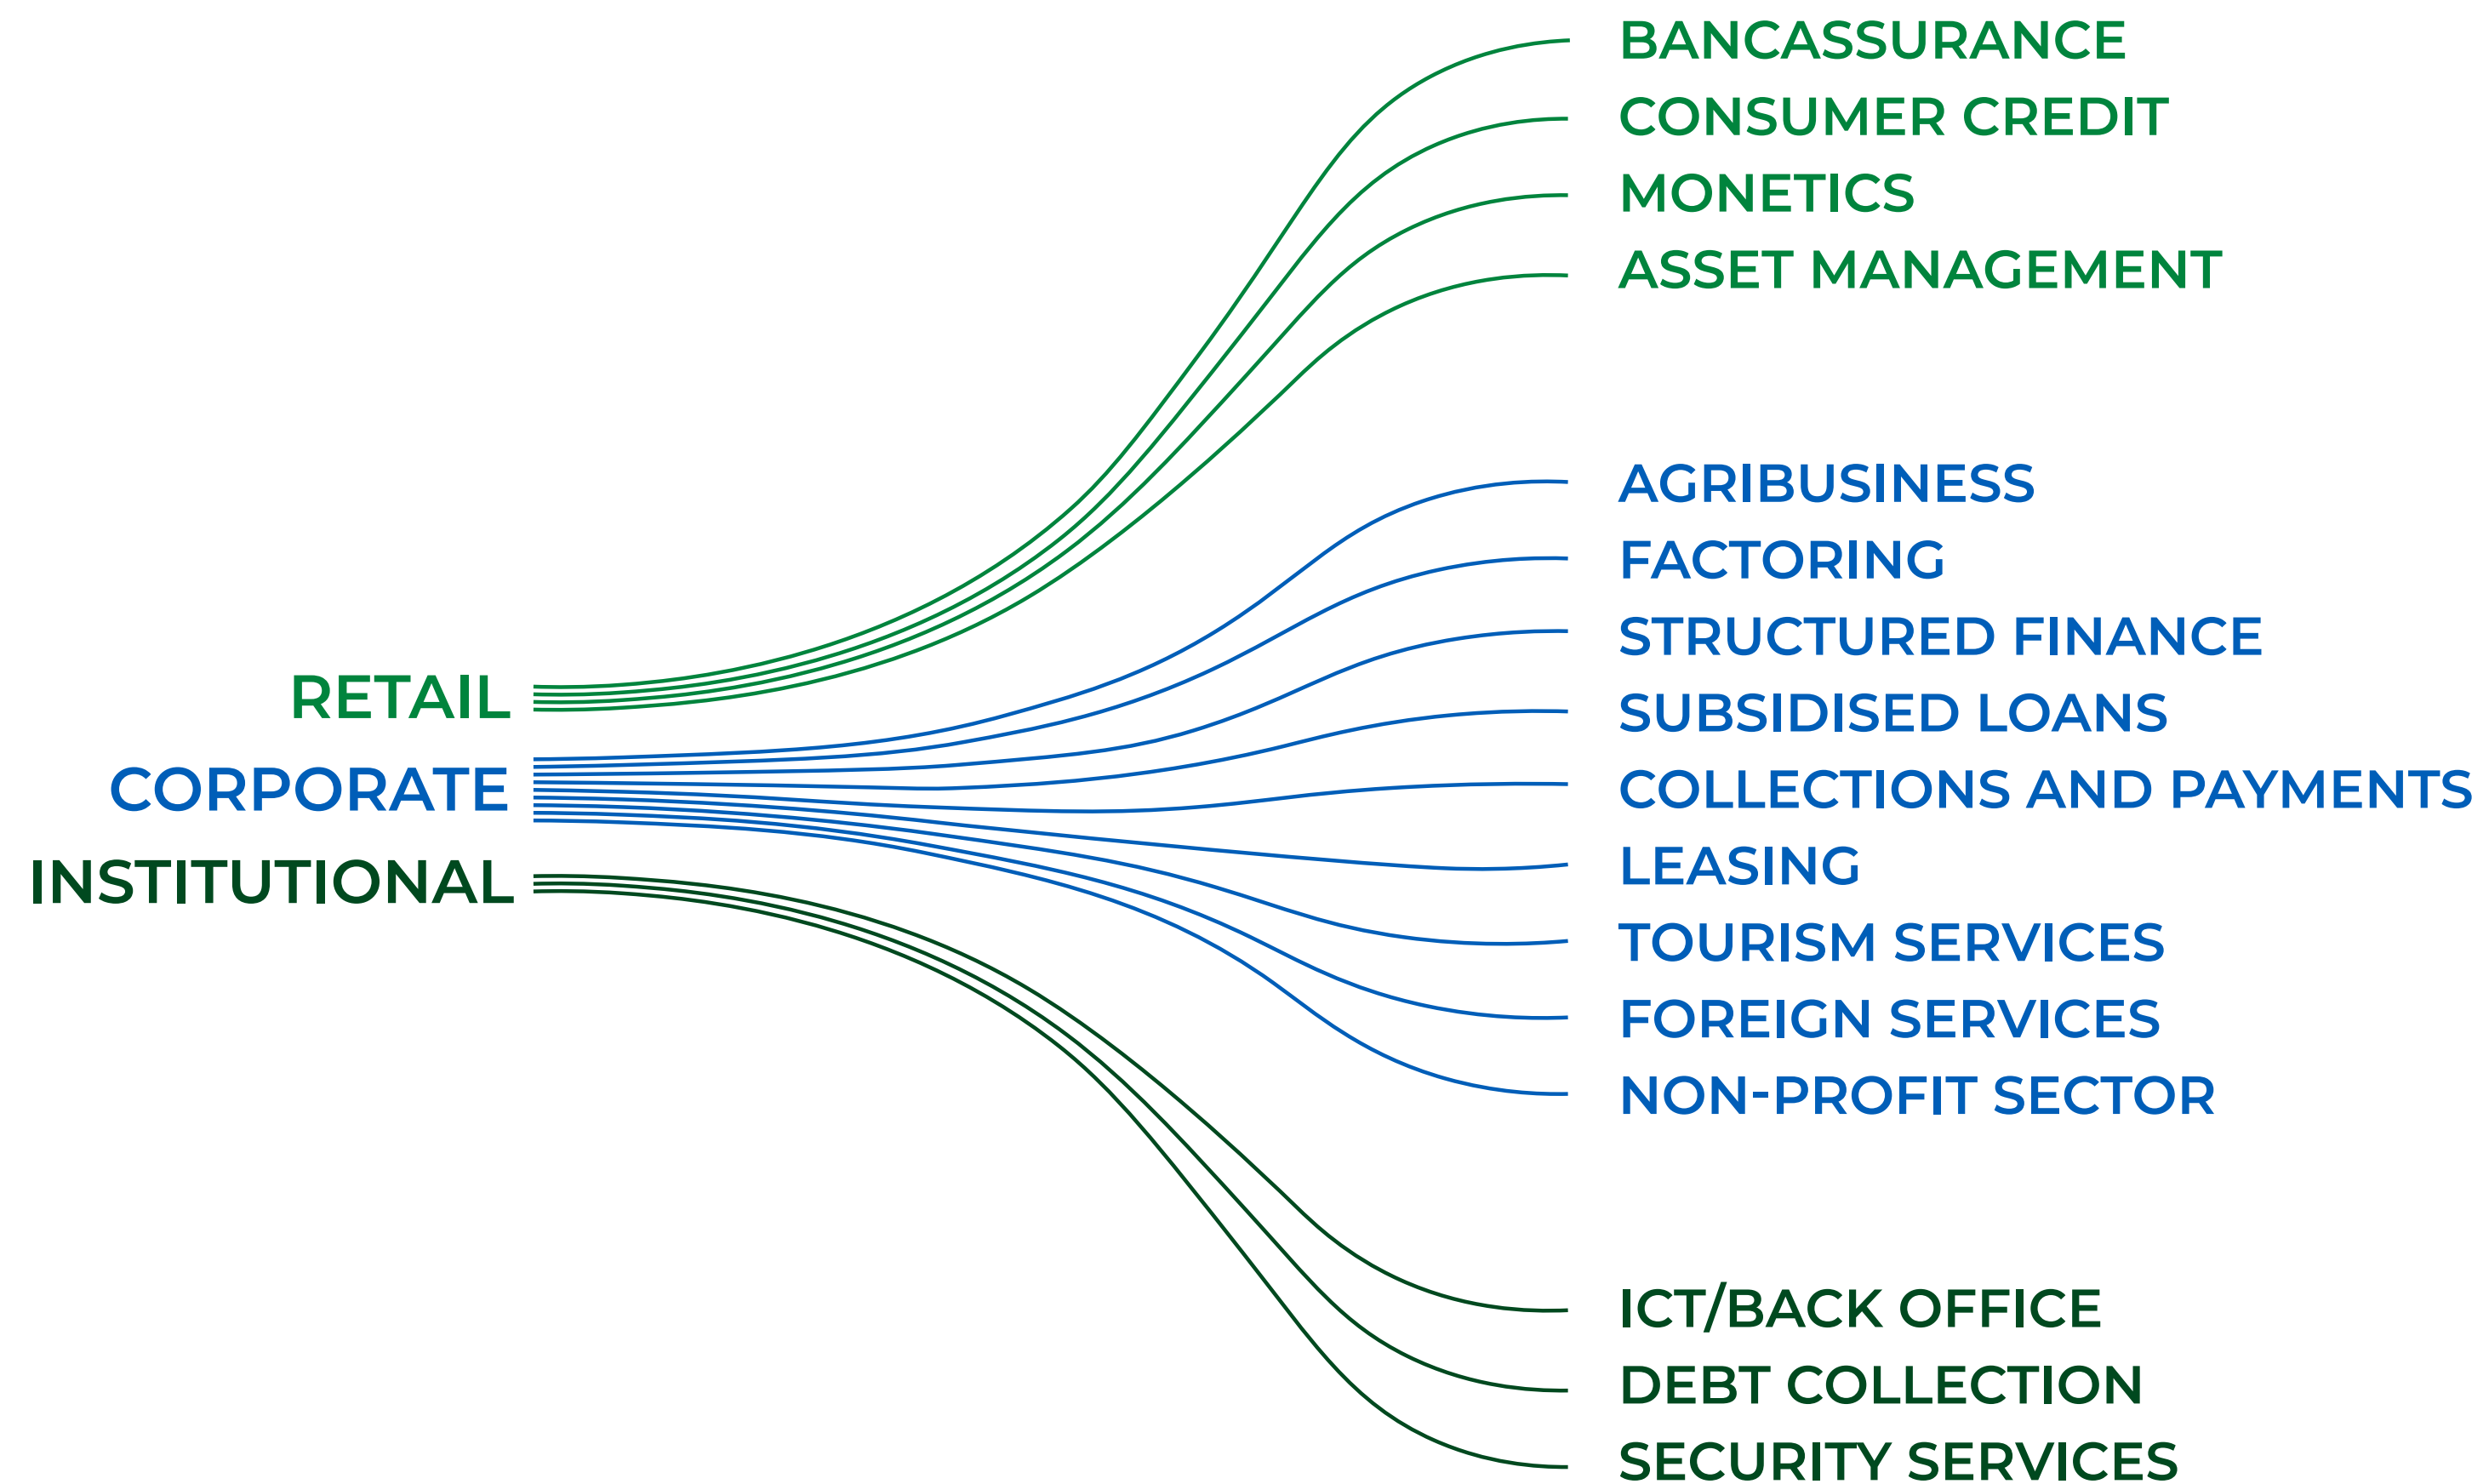 RETAIL
CORPORATE
INSTITUTIONAL
BANCASSURANCE
CONSUMER CREDIT
MONETICS
ASSET MANAGEMENT
AGRIBUSINESS
FACTORING
STRUCTURED FINANCE
SUBSIDISED LOANS
COLLECTIONS AND PAYMENTS
LEASING
TOURISM SERVICES
FOREIGN SERVICES
NON-PROFIT SECTOR
ICT/BACK OFFICE
DEBT COLLECTION
SECURITY SERVICES